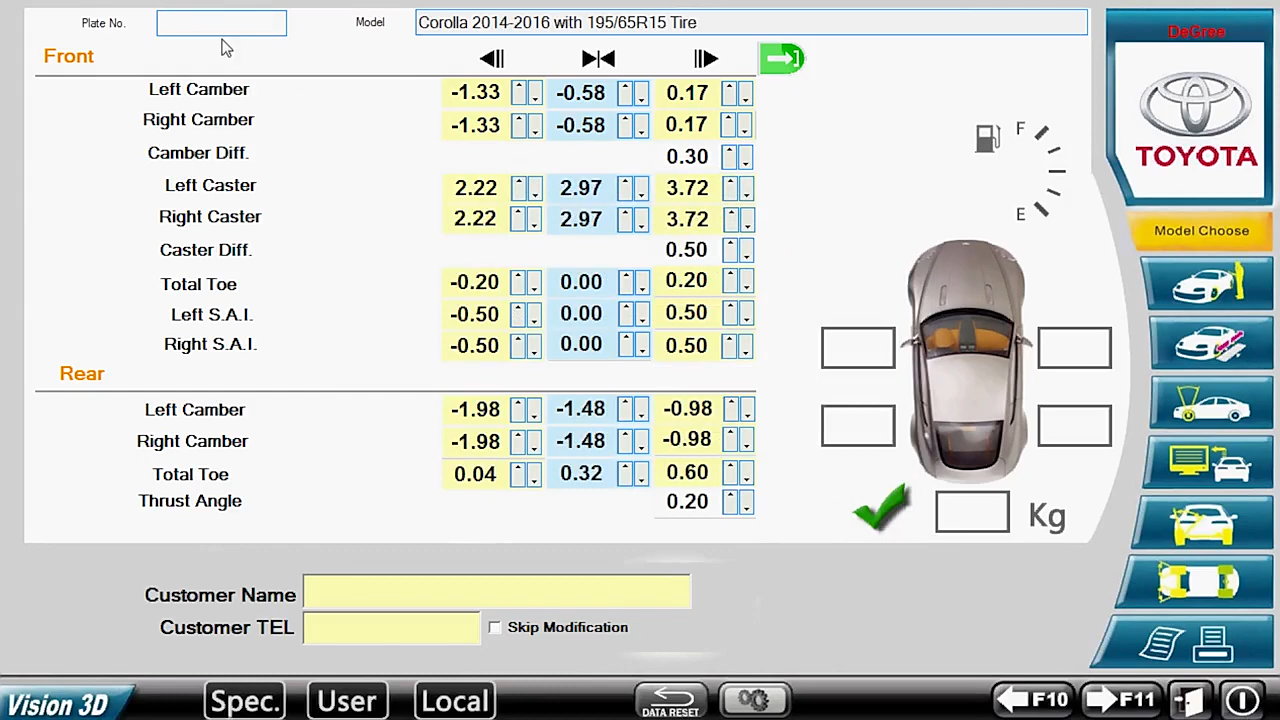 Plate No. Model Corolla 2014-2016 with 195/65R15 Tire
DeGree
Front
TOYOTA
Left Camber -1.33 -0.58 0.17
Right Camber -1.33 -0.58 0.17
Camber Diff. 0.30
Left Caster 2.22 2.97 3.72
Right Caster 2.22 2.97 3.72
Caster Diff. 0.50
Total Toe -0.20 0.00 0.20
Left S.A.I. -0.50 0.00 0.50
Right S.A.I. -0.50 0.00 0.50
F
E
Model Choose
Rear
Left Camber -1.98 -1.48 -0.98
Right Camber -1.98 -1.48 -0.98
Total Toe 0.04 0.32 0.60
Thrust Angle 0.20
Kg
Customer Name
Customer TEL Skip Modification
Vision 3D Spec. User Local DATA RESET F10 F11